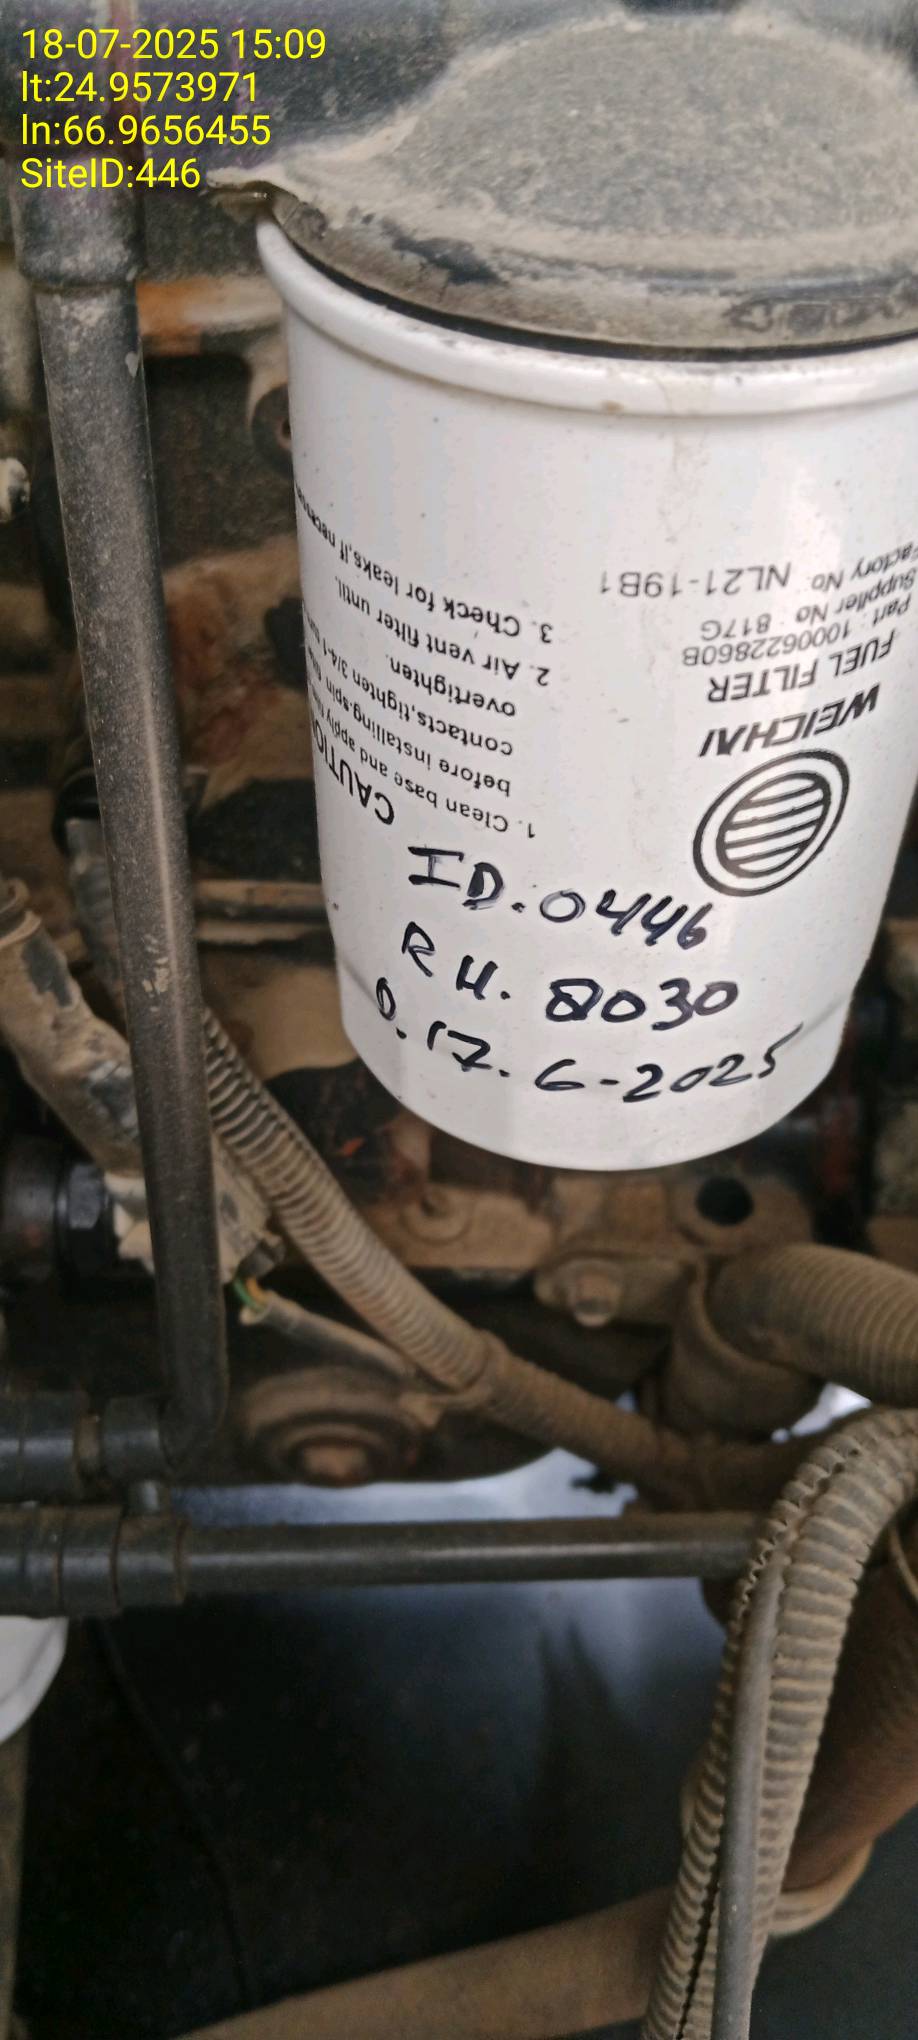 18-07-2025 15:09
lt:24.9573971
ln:66.9656455
SiteID:446
WEICHAI
FUEL FILTER
Part : 1000622860B
Supplier No : 817G
Factory No : NL21-19B1
CAUTIO
1. Clean base and apply
before installing,spin
contacts,tighten 3/4-1
overtighten.
2. Air vent filter until
3. Check for leaks,if
ID.0446
RH. 8030
D.17.6-2025